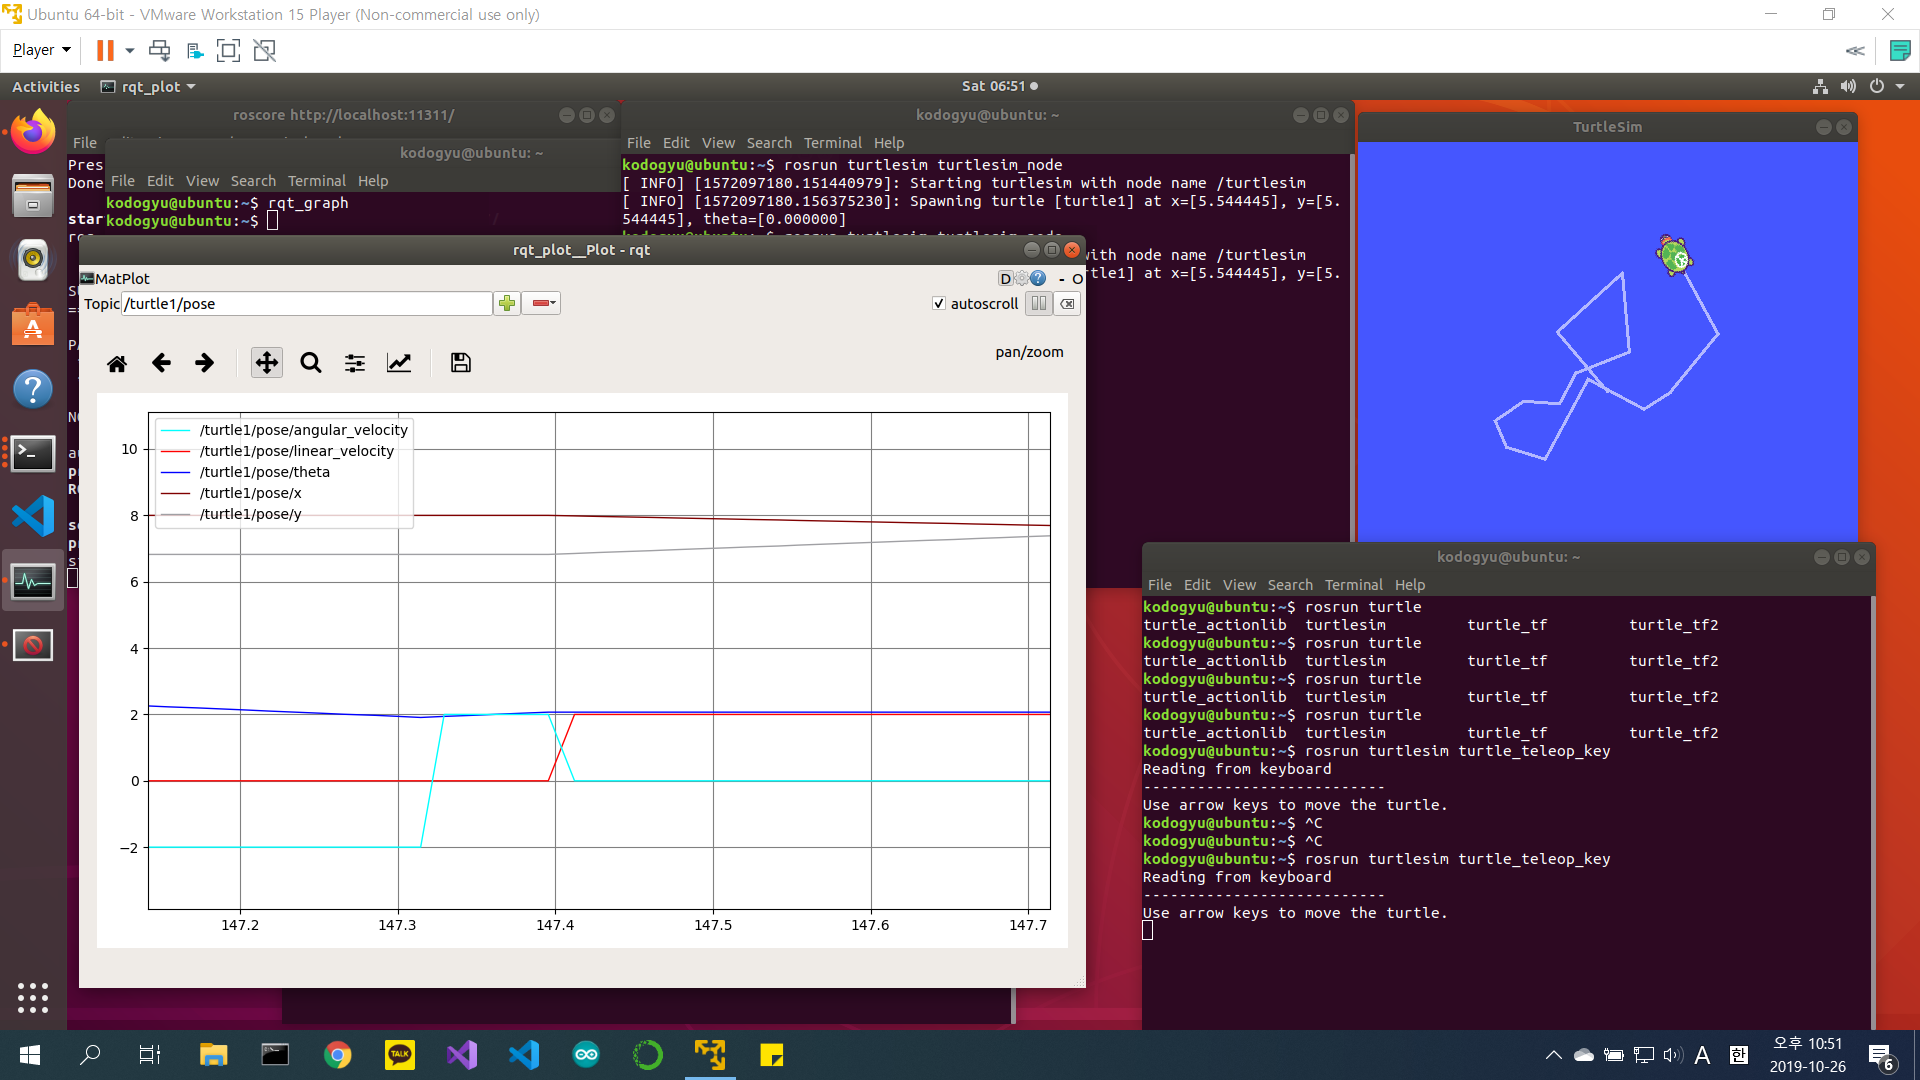 Ubuntu 64-bit - VMware Workstation 15 Player (Non-commercial use only)
Player
Activities
rqt_plot
Sat 06:51
roscore http://localhost:11311/
File
Pres
Done
star
kodogyu@ubuntu: ~
File Edit View Search Terminal Help
kodogyu@ubuntu:~$ rqt_graph
kodogyu@ubuntu:~$
kodogyu@ubuntu: ~
File Edit View Search Terminal Help
kodogyu@ubuntu:~$ rosrun turtlesim turtlesim_node
[ INFO] [1572097180.151440979]: Starting turtlesim with node name /turtlesim
[ INFO] [1572097180.156375230]: Spawning turtle [turtle1] at x=[5.544445], y=[5.
544445], theta=[0.000000]
with node name /turtlesim
rtle1] at x=[5.544445], y=[5.
TurtleSim
rqt_plot__Plot - rqt
MatPlot
D
- O
Topic /turtle1/pose
autoscroll
pan/zoom
/turtle1/pose/angular_velocity
/turtle1/pose/linear_velocity
/turtle1/pose/theta
/turtle1/pose/x
/turtle1/pose/y
10
8
6
4
2
0
−2
147.2 147.3 147.4 147.5 147.6 147.7
kodogyu@ubuntu: ~
File Edit View Search Terminal Help
kodogyu@ubuntu:~$ rosrun turtle
turtle_actionlib turtlesim turtle_tf turtle_tf2
kodogyu@ubuntu:~$ rosrun turtle
turtle_actionlib turtlesim turtle_tf turtle_tf2
kodogyu@ubuntu:~$ rosrun turtle
turtle_actionlib turtlesim turtle_tf turtle_tf2
kodogyu@ubuntu:~$ rosrun turtle
turtle_actionlib turtlesim turtle_tf turtle_tf2
kodogyu@ubuntu:~$ rosrun turtlesim turtle_teleop_key
Reading from keyboard
---------------------------
Use arrow keys to move the turtle.
kodogyu@ubuntu:~$ ^C
kodogyu@ubuntu:~$ ^C
kodogyu@ubuntu:~$ rosrun turtlesim turtle_teleop_key
Reading from keyboard
---------------------------
Use arrow keys to move the turtle.
TALK
A
한
오후 10:51
2019-10-26
6